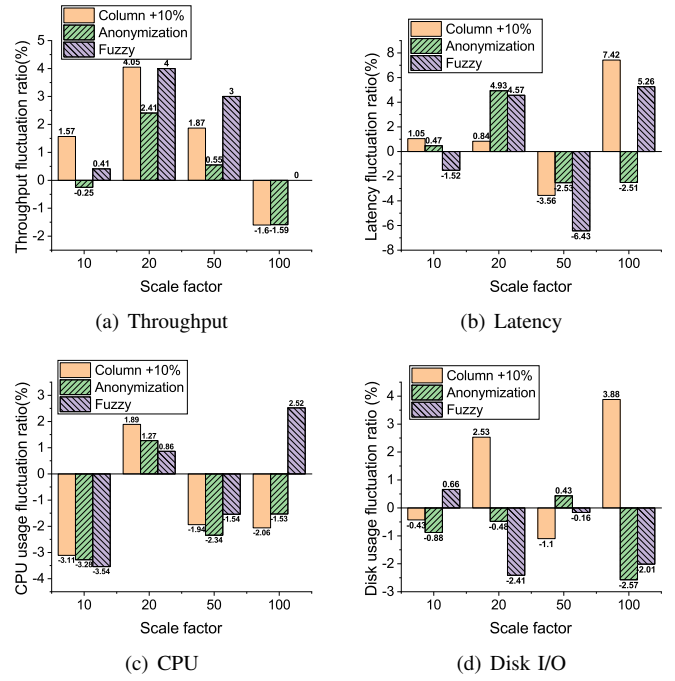 Column +10%
Anonymization
Fuzzy
Throughput fluctuation ratio(%)
5
4
3
2
1
0
-1
-2
1.57
-0.25
0.41
4.05
2.41
4
1.87
0.55
3
-1.6
-1.59
0
10 20 50 100
Scale factor
(a) Throughput
Column +10%
Anonymization
Fuzzy
Latency fluctuation ratio(%)
8
6
4
2
0
-2
-4
-6
-8
1.05
0.47
-1.52
0.84
4.93
4.57
-3.56
-2.53
-6.43
7.42
-2.51
5.26
10 20 50 100
Scale factor
(b) Latency
Column +10%
Anonymization
Fuzzy
CPU usage fluctuation ratio(%)
3
2
1
0
-1
-2
-3
-4
-3.11
-3.28
-3.54
1.89
1.27
0.86
-1.94
-2.34
-1.54
-2.06
-1.53
2.52
10 20 50 100
Scale factor
(c) CPU
Column +10%
Anonymization
Fuzzy
Disk usage fluctuation ratio (%)
4
3
2
1
0
-1
-2
-3
-0.43
-0.88
0.66
2.53
-0.48
-2.41
-1.1
0.43
-0.16
3.88
-2.57
-2.01
10 20 50 100
Scale factor
(d) Disk I/O